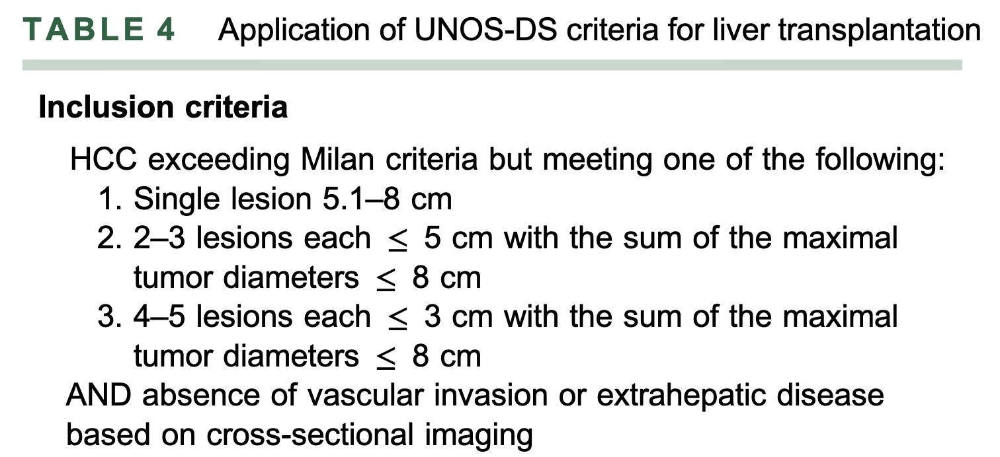 TABLE 4 Application of UNOS-DS criteria for liver transplantation
Inclusion criteria
HCC exceeding Milan criteria but meeting one of the following:
1. Single lesion 5.1–8 cm
2. 2–3 lesions each ≤ 5 cm with the sum of the maximal
tumor diameters ≤ 8 cm
3. 4–5 lesions each ≤ 3 cm with the sum of the maximal
tumor diameters ≤ 8 cm
AND absence of vascular invasion or extrahepatic disease
based on cross-sectional imaging